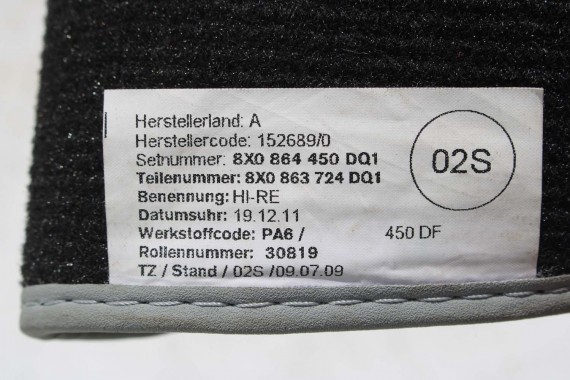 Herstellerland: A
Herstellercode: 152689/0
Setnummer: 8X0 864 450 DQ1
Teilenummer: 8X0 863 724 DQ1
02S
Benennung: HI-RE
Datumsuhr: 19.12.11
Werkstoffcode: PA6 / 450 DF
Rollennummer: 30819
TZ / Stand / 02S /09.07.09